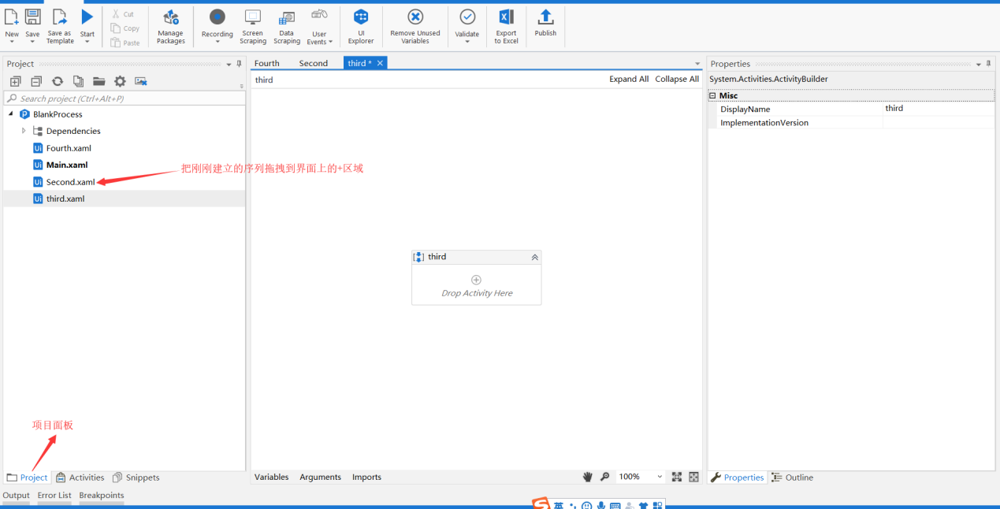 New
Save
Save as
Template
Start
Cut
Copy
Paste
Manage
Packages
Recording
Screen
Scraping
Data
Scraping
User
Events
UI
Explorer
Remove Unused
Variables
Validate
Export
to Excel
Publish
Project
Search project (Ctrl+Alt+P)
BlankProcess
Dependencies
Fourth.xaml
Main.xaml
Second.xaml
third.xaml
把刚刚建立的序列拖拽到界面上的+区域
项目面板
Project
Activities
Snippets
Fourth
Second
third *
third
Expand All
Collapse All
third
Drop Activity Here
Variables
Arguments
Imports
100%
Properties
System.Activities.ActivityBuilder
Misc
DisplayName
third
ImplementationVersion
Properties
Outline
Output
Error List
Breakpoints
英